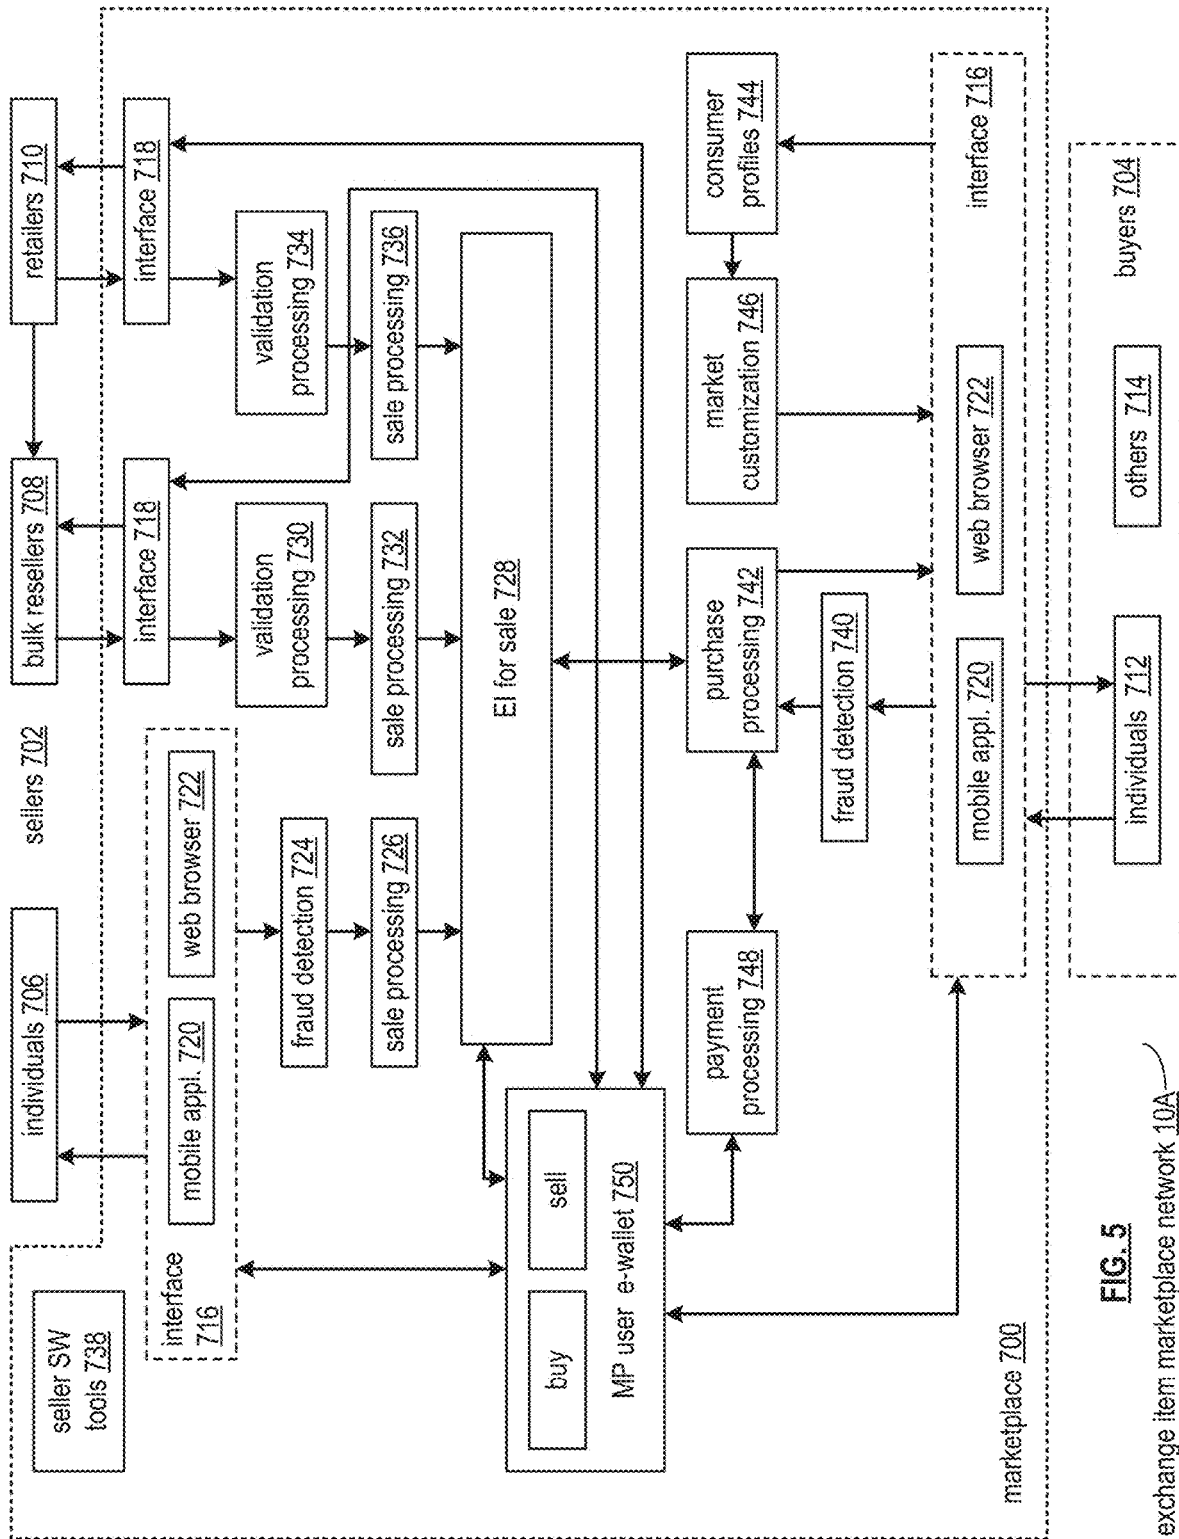 seller SW
tools 738
individuals 706
sellers 702
bulk resellers 708
retailers 710
interface
716
mobile appl. 720
web browser 722
interface 718
interface 718
fraud detection 724
validation
processing 730
validation
processing 734
sale processing 726
sale processing 732
sale processing 736
EI for sale 728
buy
sell
MP user e-wallet 750
payment
processing 748
purchase
processing 742
market
customization 746
consumer
profiles 744
fraud detection 740
mobile appl. 720
web browser 722
interface 716
marketplace 700
individuals 712
others 714
buyers 704
FIG. 5
exchange item marketplace network 10A